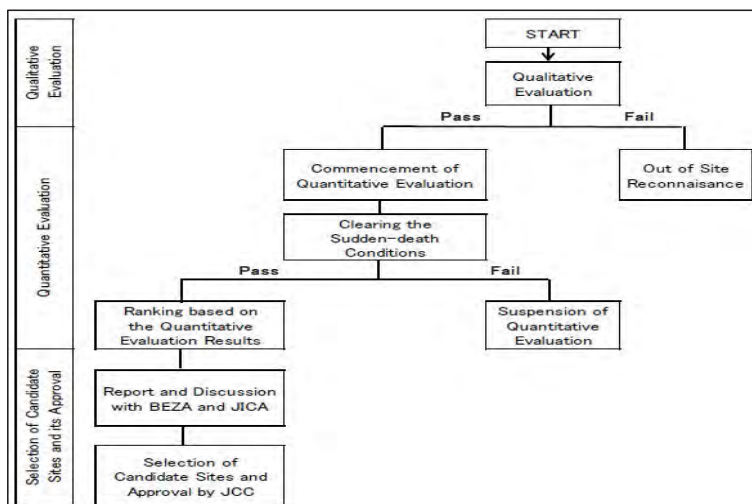 Qualitative
Evaluation
START
Qualitative
Evaluation
Pass
Fail
Quantitative Evaluation
Commencement of
Quantitative Evaluation
Out of Site
Reconnaisance
Clearing the
Sudden-death
Conditions
Pass
Fail
Ranking based on
the Quantitative
Evaluation Results
Suspension of
Quantitative
Evaluation
Selection of Candidate
Sites and its Approval
Report and Discussion
with BEZA and JICA
Selection of
Candidate Sites and
Approval by JCC